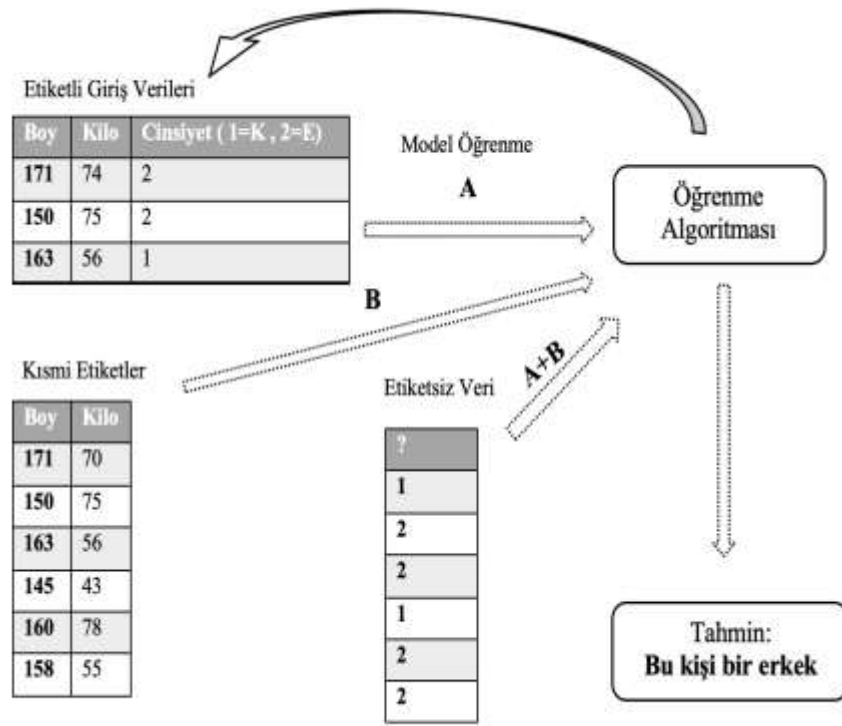 Etiketli Giriş Verileri
Boy Kilo Cinsiyet ( 1=K , 2=E)
171 74 2
150 75 2
163 56 1
Model Öğrenme
A
Öğrenme
Algoritması
B
Kısmi Etiketler
Boy Kilo
171 70
150 75
163 56
145 43
160 78
158 55
Etiketsiz Veri
A+B
?
1
2
2
1
2
2
Tahmin:
Bu kişi bir erkek